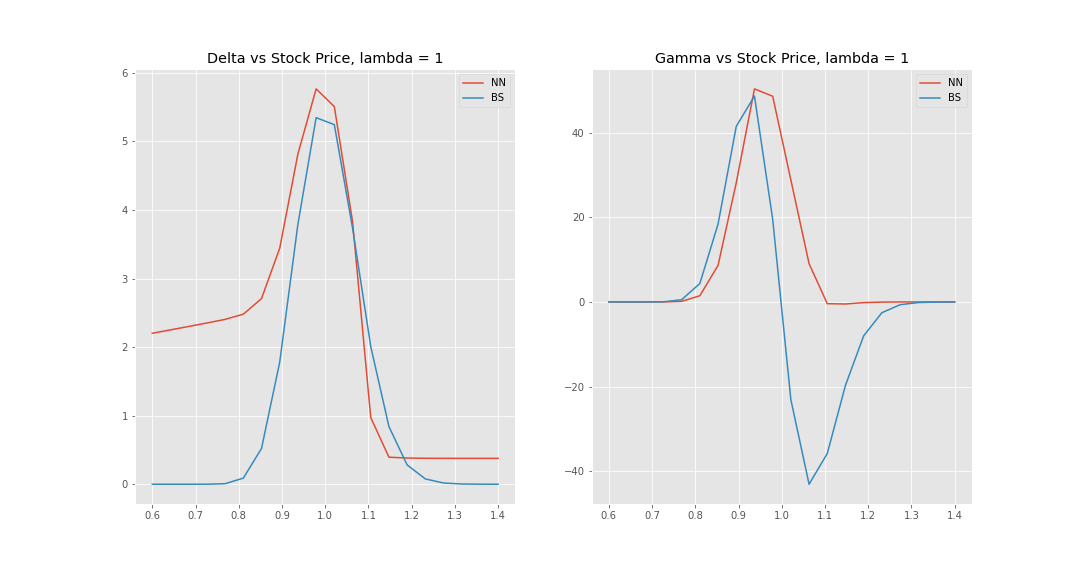 Delta vs Stock Price, lambda = 1
NN
BS
6
5
4
3
2
1
0
0.6 0.7 0.8 0.9 1.0 1.1 1.2 1.3 1.4
Gamma vs Stock Price, lambda = 1
NN
BS
40
20
0
−20
−40
0.6 0.7 0.8 0.9 1.0 1.1 1.2 1.3 1.4